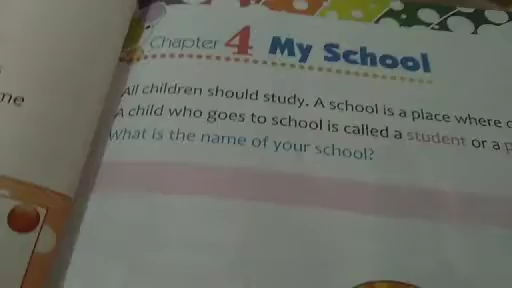 me
Chapter 4 My School
All children should study. A school is a place where
A child who goes to school is called a student or a
What is the name of your school?